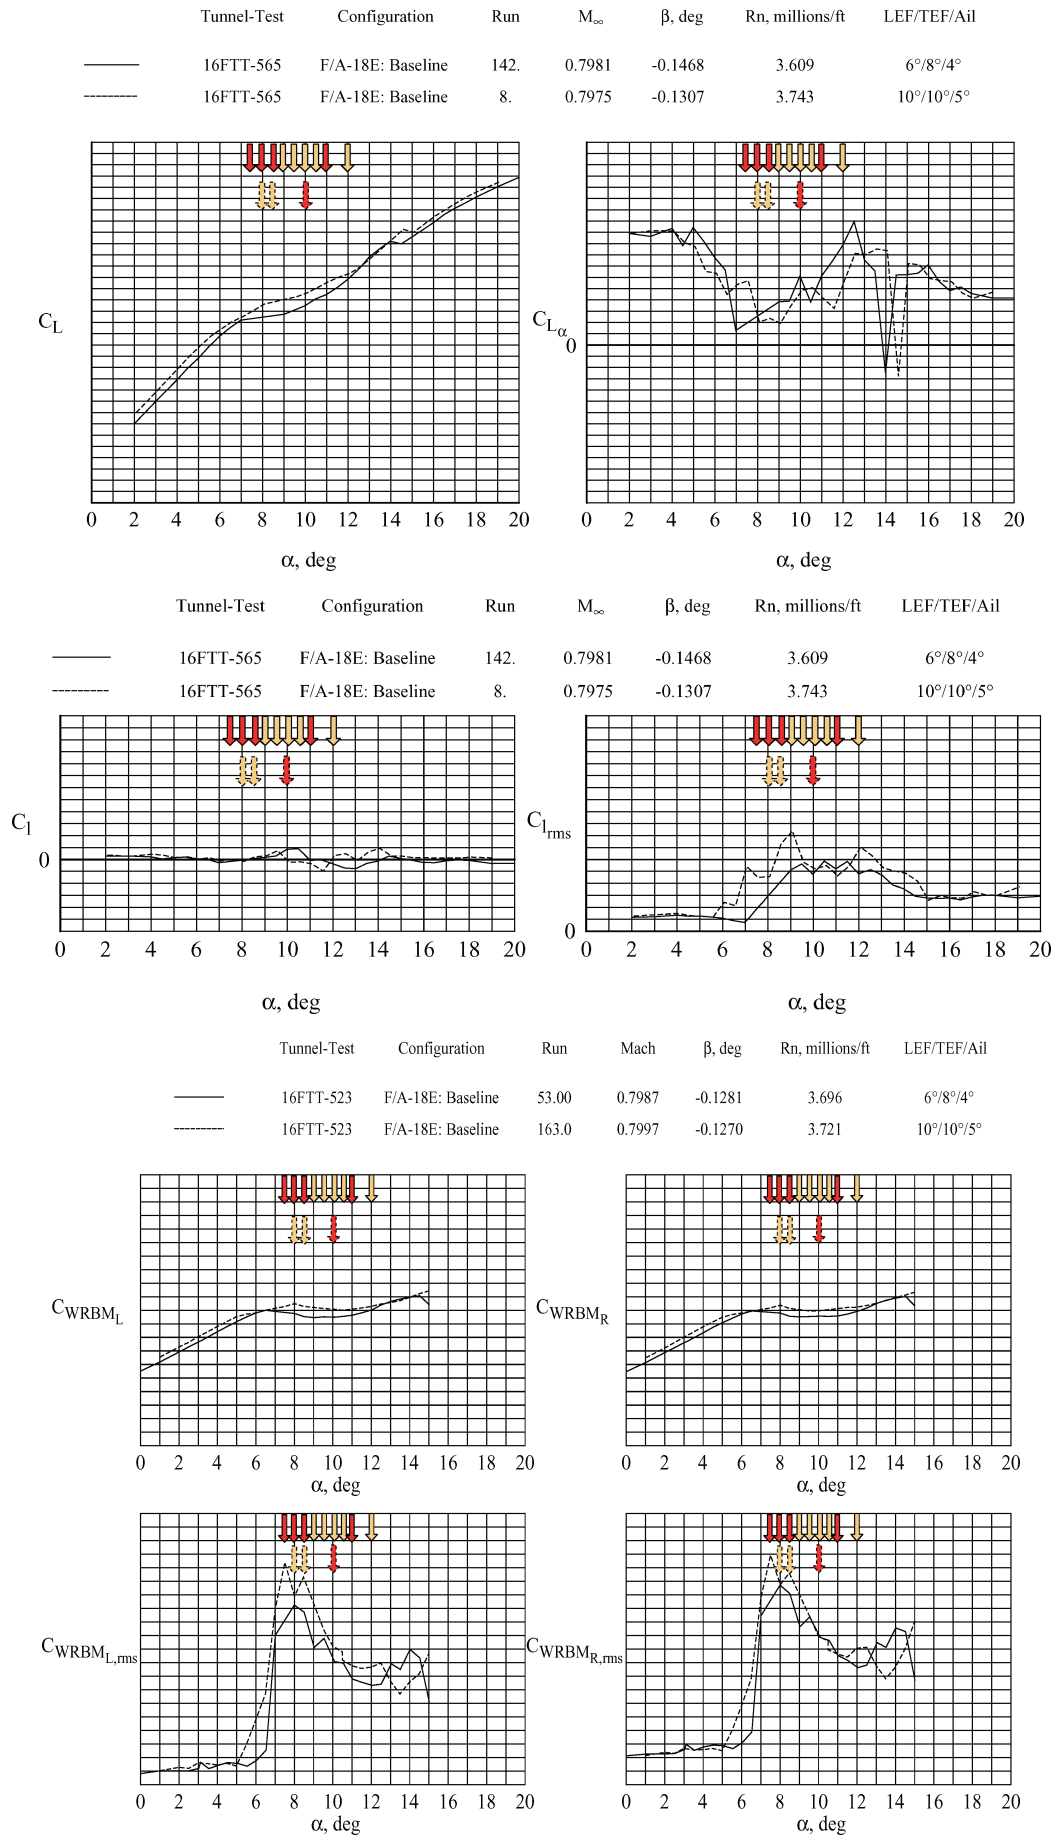 Tunnel-Test Configuration Run M∞ β, deg Rn, millions/ft LEF/TEF/Ail
16FTT-565 F/A-18E: Baseline 142. 0.7981 -0.1468 3.609 6°/8°/4°
16FTT-565 F/A-18E: Baseline 8. 0.7975 -0.1307 3.743 10°/10°/5°
CL
0 2 4 6 8 10 12 14 16 18 20
α, deg
CLα
0
0 2 4 6 8 10 12 14 16 18 20
α, deg
Tunnel-Test Configuration Run M∞ β, deg Rn, millions/ft LEF/TEF/Ail
16FTT-565 F/A-18E: Baseline 142. 0.7981 -0.1468 3.609 6°/8°/4°
16FTT-565 F/A-18E: Baseline 8. 0.7975 -0.1307 3.743 10°/10°/5°
Cl
0
0 2 4 6 8 10 12 14 16 18 20
α, deg
Clrms
0
0 2 4 6 8 10 12 14 16 18 20
α, deg
Tunnel-Test Configuration Run Mach β, deg Rn, millions/ft LEF/TEF/Ail
16FTT-523 F/A-18E: Baseline 53.00 0.7987 -0.1281 3.696 6°/8°/4°
16FTT-523 F/A-18E: Baseline 163.0 0.7997 -0.1270 3.721 10°/10°/5°
CWRBML
0 2 4 6 8 10 12 14 16 18 20
α, deg
CWRBMR
0 2 4 6 8 10 12 14 16 18 20
α, deg
CWRBML,rms
0 2 4 6 8 10 12 14 16 18 20
α, deg
CWRBMR,rms
0 2 4 6 8 10 12 14 16 18 20
α, deg